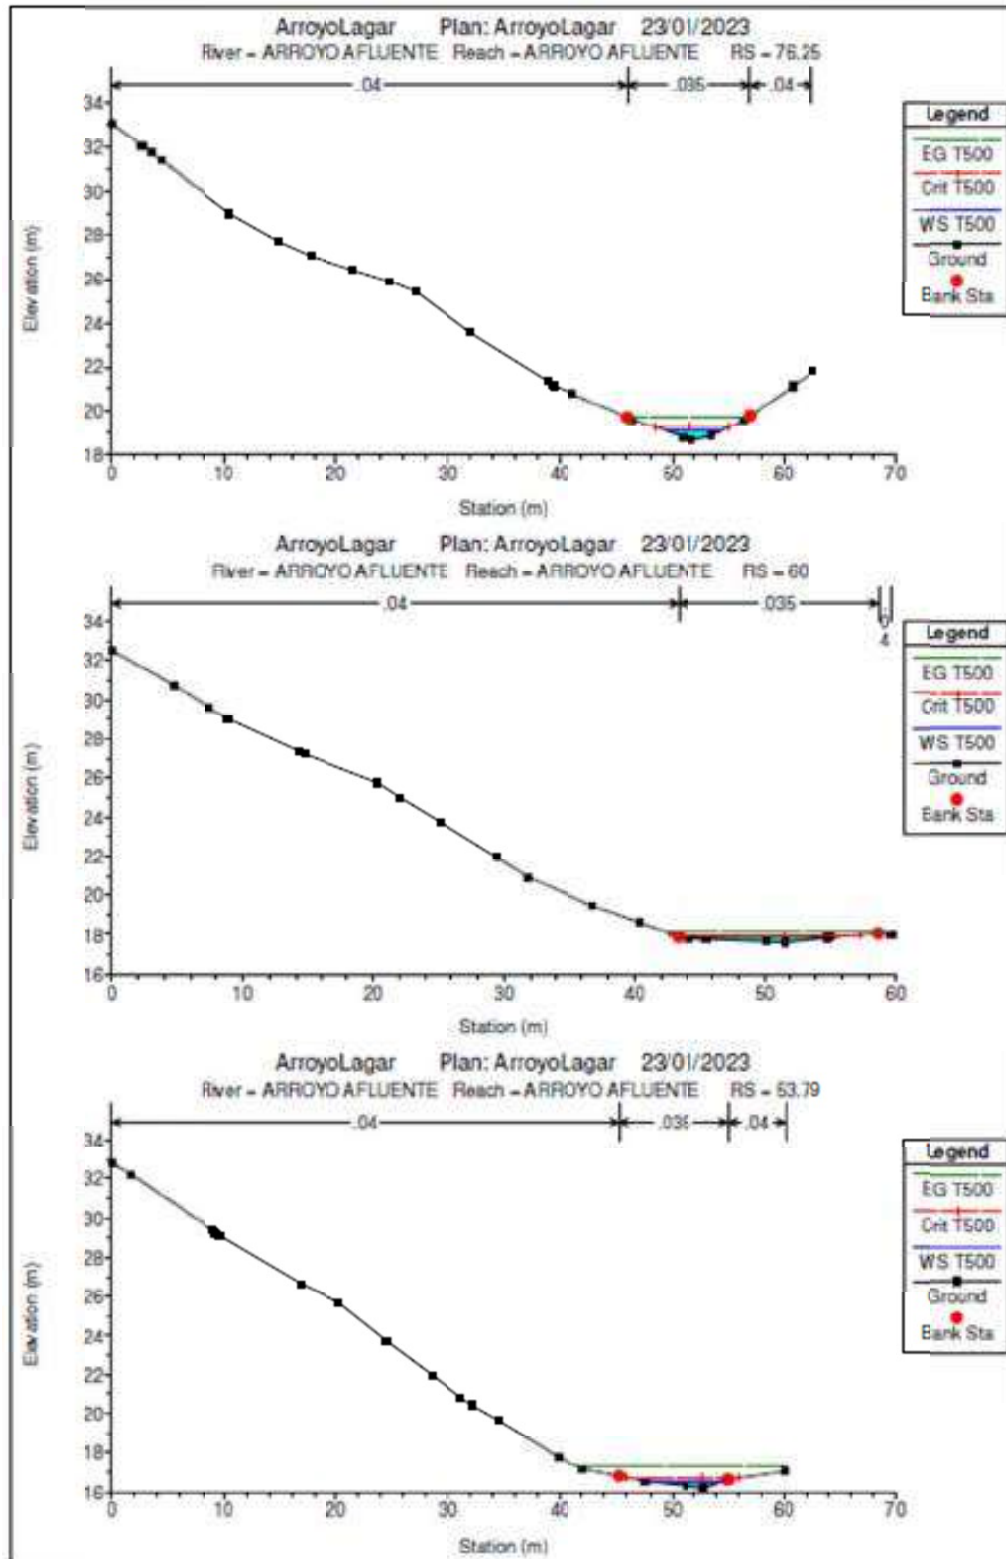 ArroyoLagar Plan: ArroyoLagar 23/01/2023
River = ARROYO AFLUENTE Reach = ARROYO AFLUENTE RS = 76.25
.04 .035 .04
34
32
30
28
26
24
22
20
18
Elevation (m)
0 10 20 30 40 50 60 70
Station (m)
Legend
EG T500
Crit T500
WS T500
Ground
Bank Sta
ArroyoLagar Plan: ArroyoLagar 23/01/2023
River = ARROYO AFLUENTE Reach = ARROYO AFLUENTE RS = 60
.04 .035
4
34
32
30
28
26
24
22
20
18
16
Elevation (m)
0 10 20 30 40 50 60
Station (m)
Legend
EG T500
Crit T500
WS T500
Ground
Bank Sta
ArroyoLagar Plan: ArroyoLagar 23/01/2023
River = ARROYO AFLUENTE Reach = ARROYO AFLUENTE RS = 53.79
.04 .035 .04
34
32
30
28
26
24
22
20
18
16
Elevation (m)
0 10 20 30 40 50 60 70
Station (m)
Legend
EG T500
Crit T500
WS T500
Ground
Bank Sta